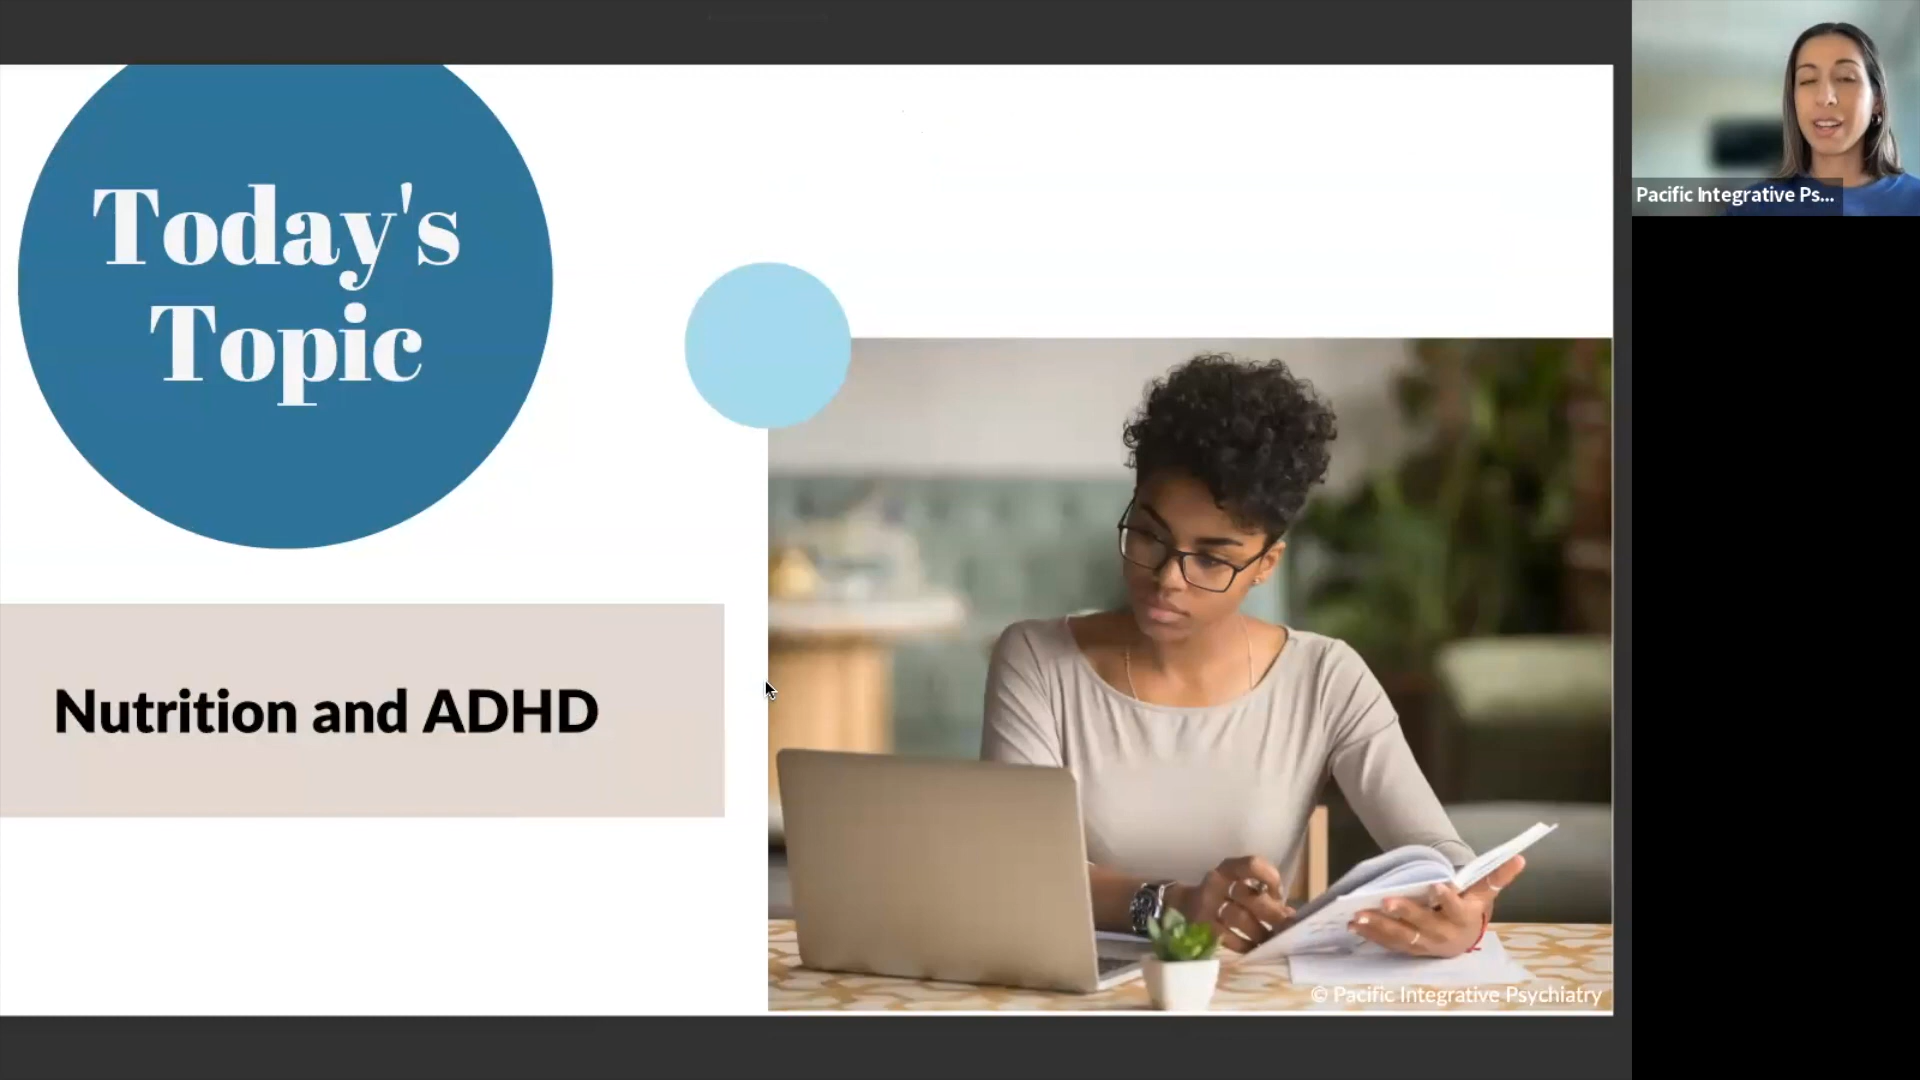 Today's
Topic
Nutrition and ADHD
Pacific Integrative Ps...
© Pacific Integrative Psychiatry